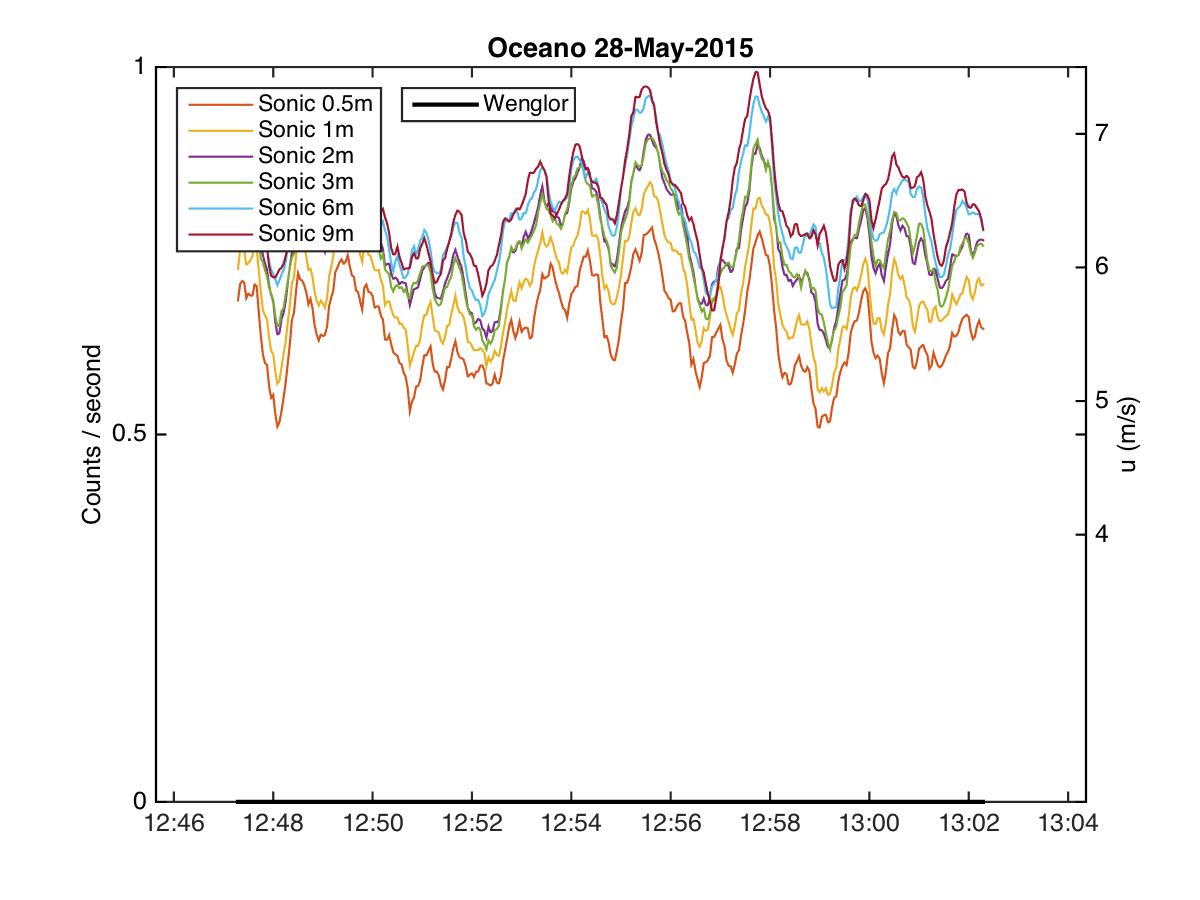 Oceano 28-May-2015
Sonic 0.5m
Sonic 1m
Sonic 2m
Sonic 3m
Sonic 6m
Sonic 9m
Wenglor
Counts / second
1
0.5
0
7
6
5
4
u (m/s)
12:46 12:48 12:50 12:52 12:54 12:56 12:58 13:00 13:02 13:04